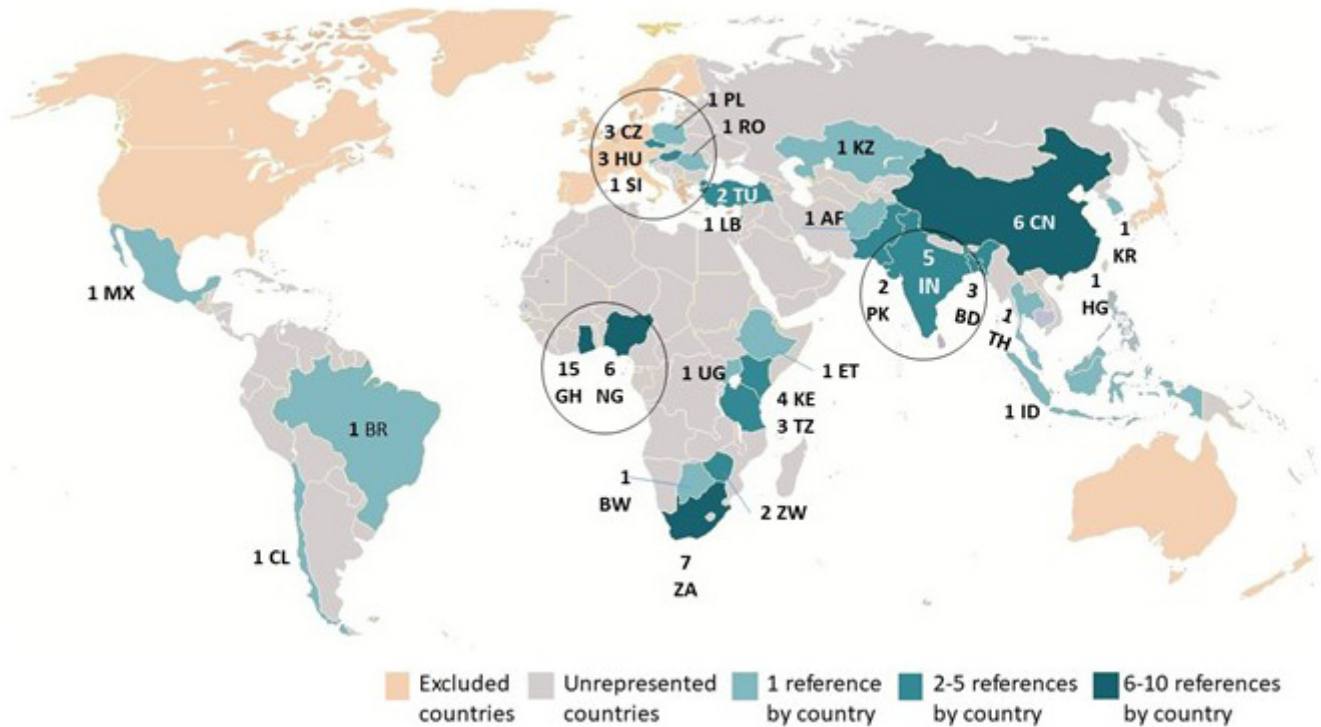 1 PL
1 RO
3 CZ
3 HU
1 SI
2 TU
1 LB
1 KZ
1 AF
6 CN
1
KR
1
HG
5
IN
2
PK
3
BD
1
TH
1 MX
15
GH
6
NG
1 UG
1 ET
4 KE
3 TZ
1 ID
1 BR
1
BW
2 ZW
1 CL
7
ZA
Excluded
countries
Unrepresented
countries
1 reference
by country
2-5 references
by country
6-10 references
by country